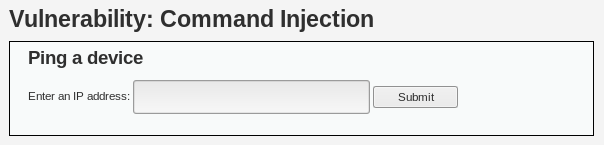 Vulnerability: Command Injection
Ping a device
Enter an IP address: Submit